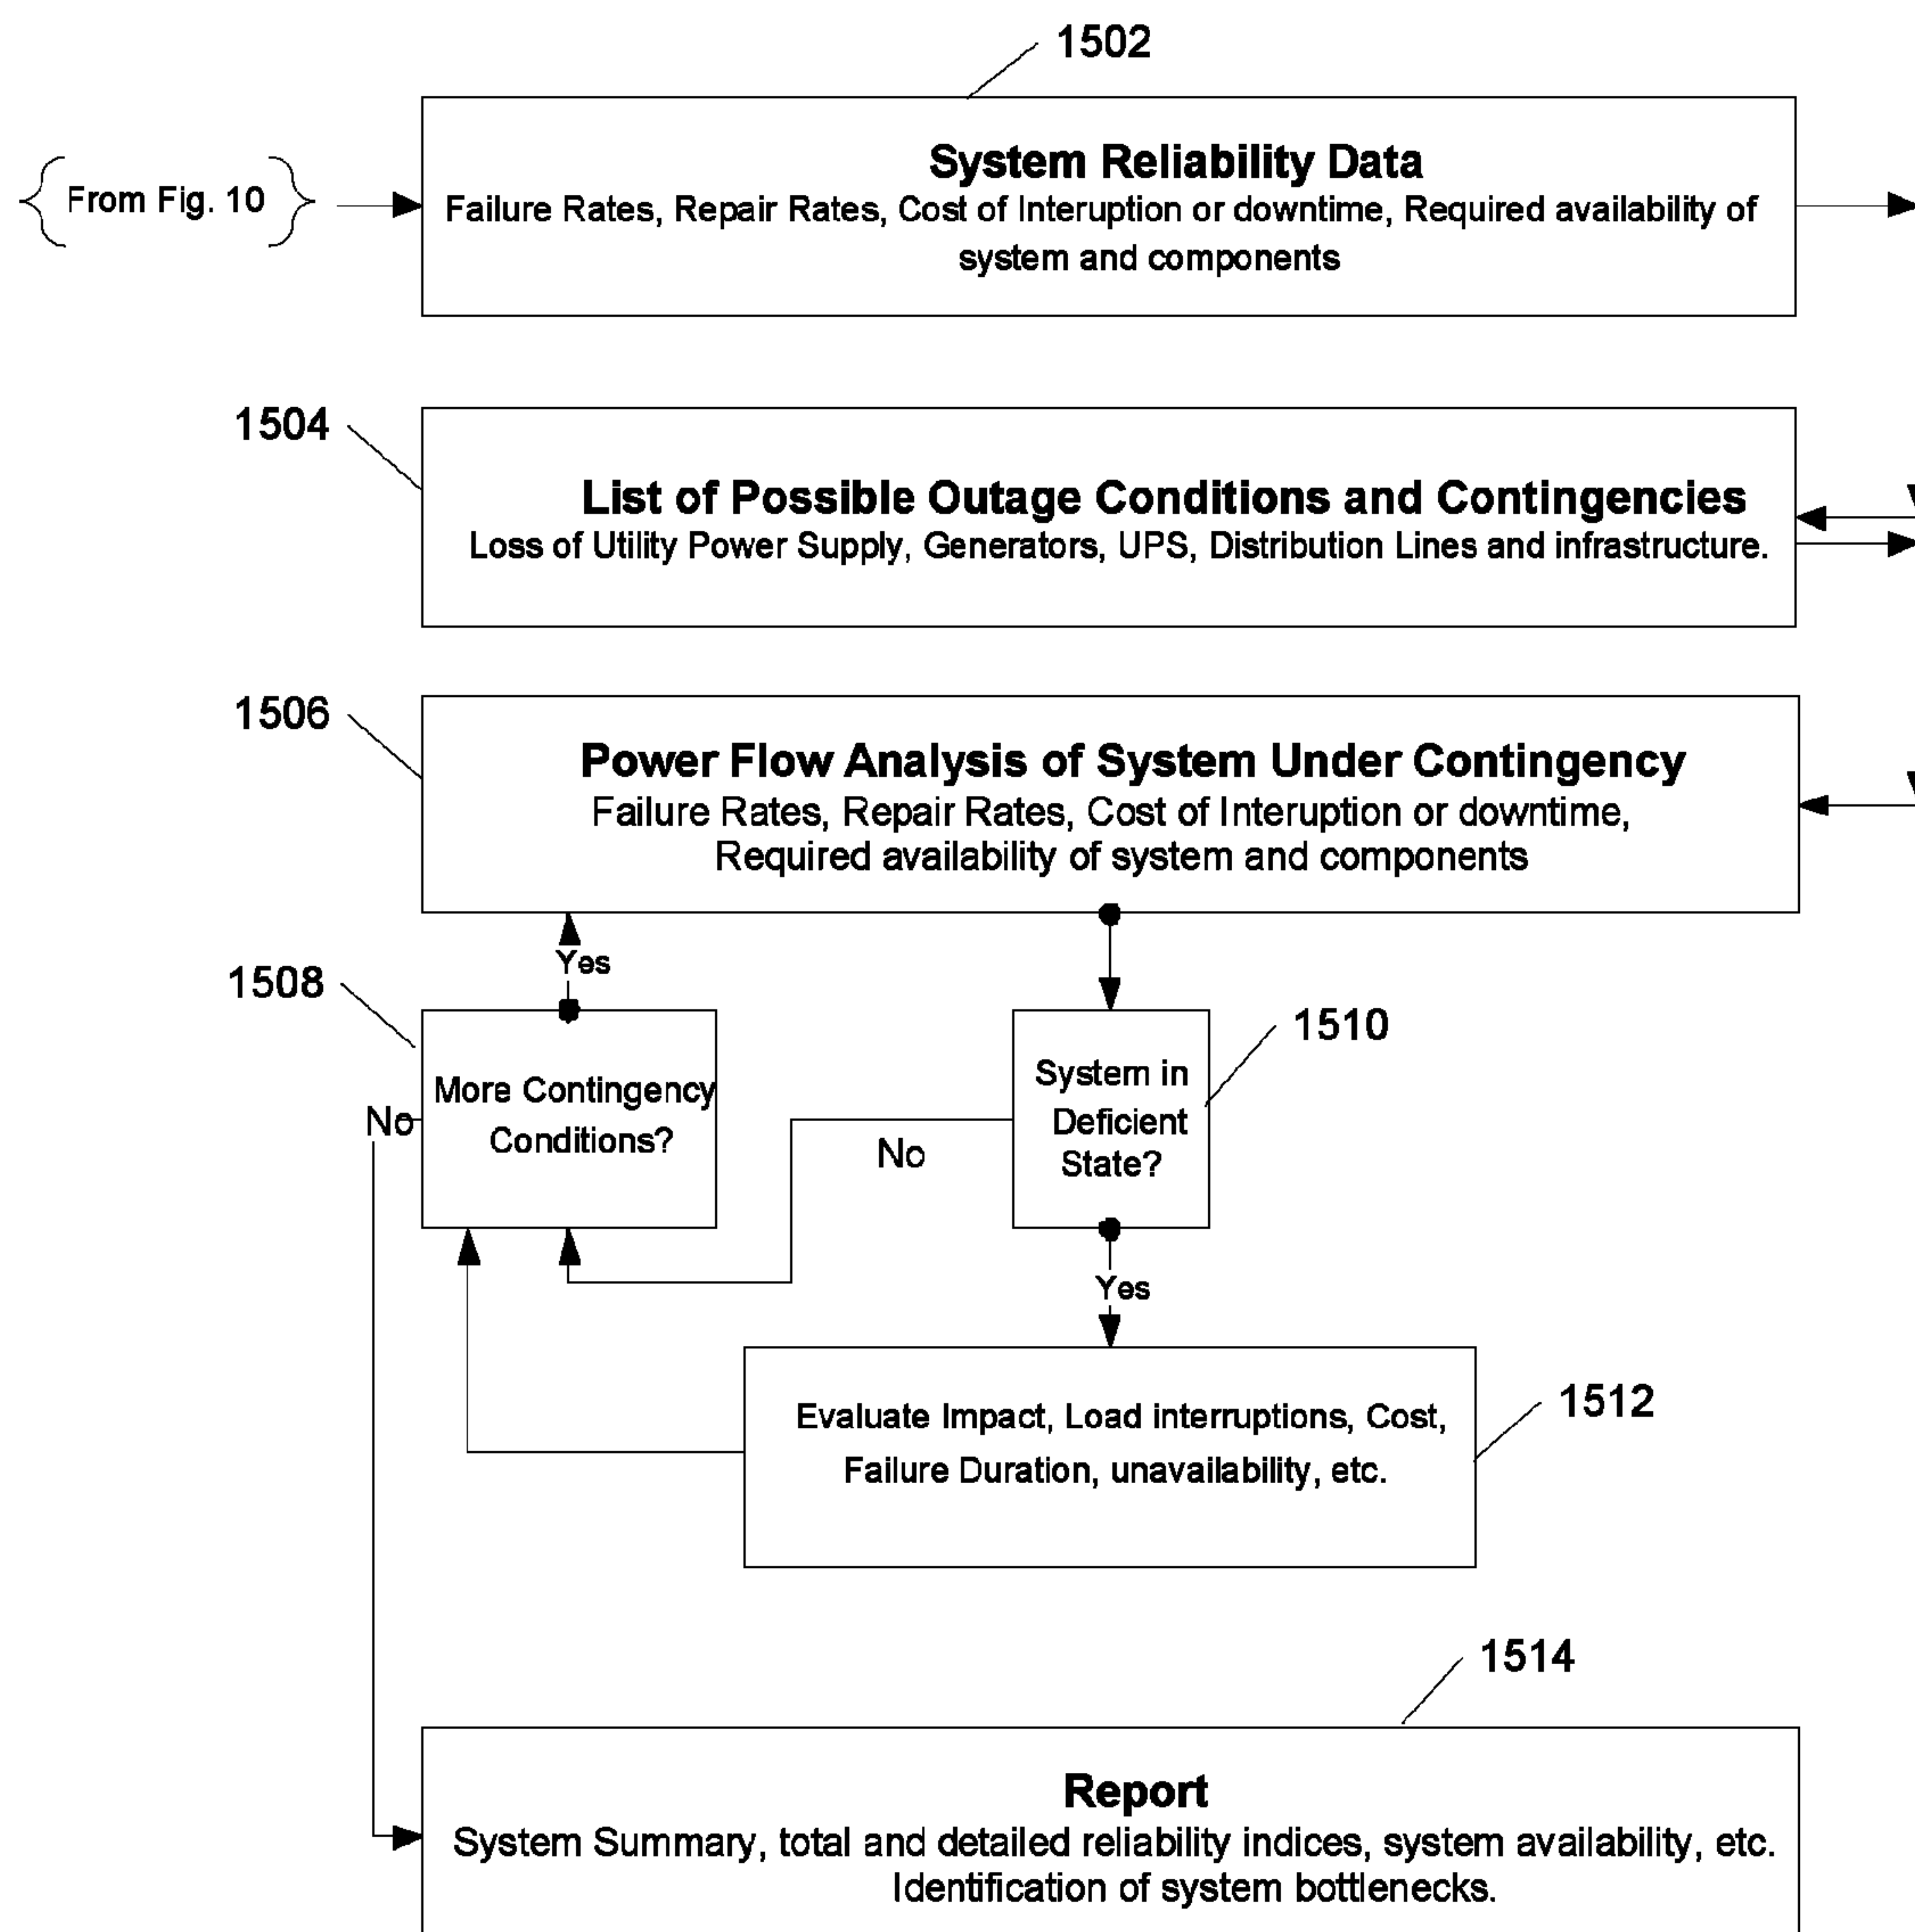 1502
System Reliability Data
From Fig. 10
Failure Rates, Repair Rates, Cost of Interuption or downtime, Required availability of
system and components
1504
List of Possible Outage Conditions and Contingencies
Loss of Utility Power Supply, Generators, UPS, Distribution Lines and infrastructure.
1506
Power Flow Analysis of System Under Contingency
Failure Rates, Repair Rates, Cost of Interuption or downtime,
Required availability of system and components
Yes
1508
1510
More Contingency
Conditions?
No
System in
Deficient
State?
No
Yes
1512
Evaluate Impact, Load interruptions, Cost,
Failure Duration, unavailability, etc.
1514
Report
System Summary, total and detailed reliability indices, system availability, etc.
Identification of system bottlenecks.